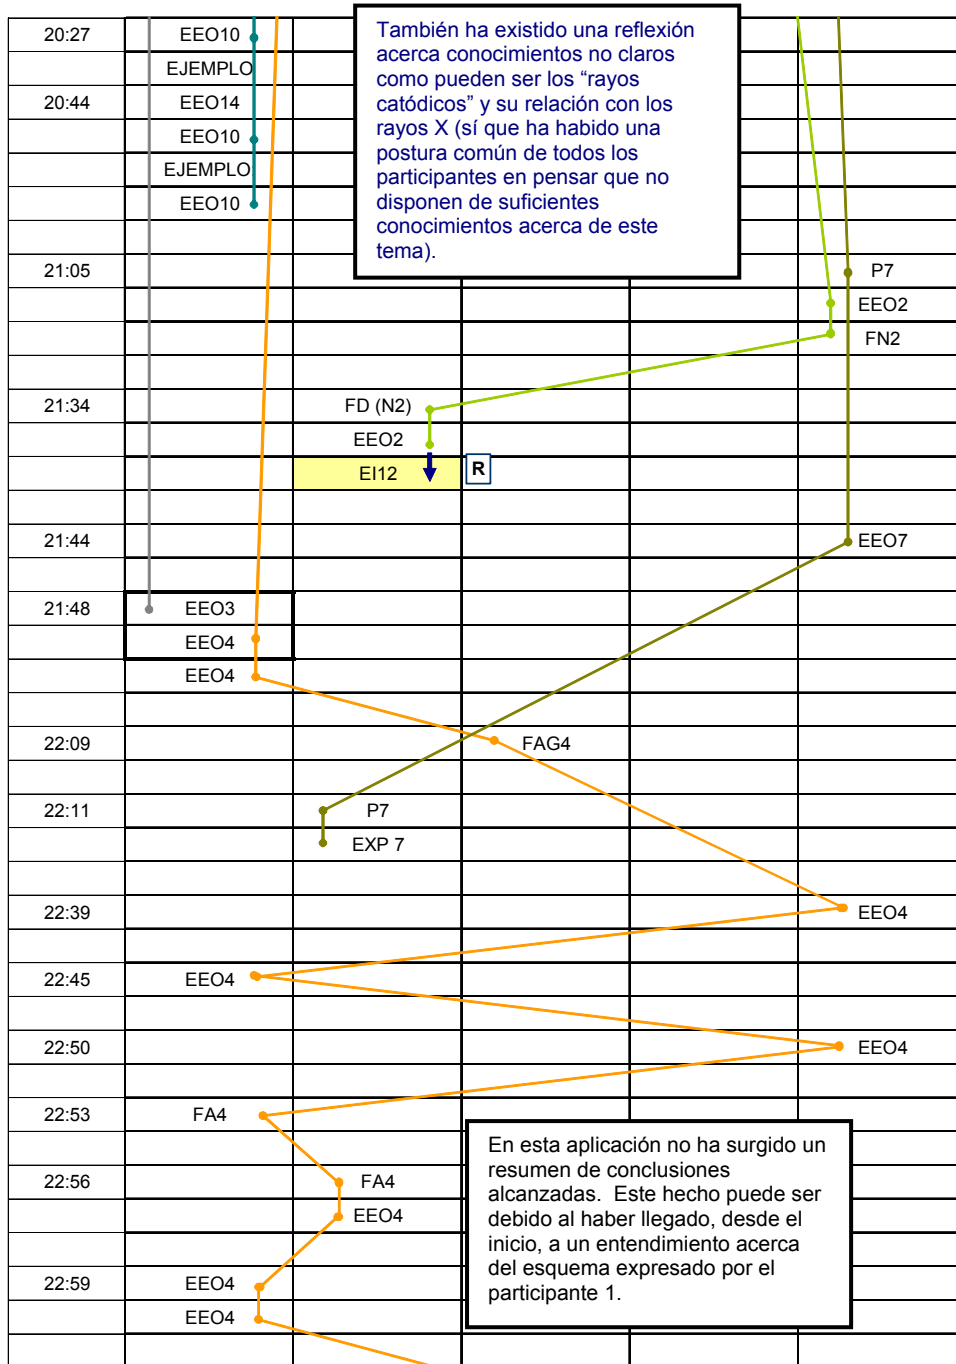 20:27 EEO10
EJEMPLO
20:44 EEO14
EEO10
EJEMPLO
EEO10
También ha existido una reflexión
acerca conocimientos no claros
como pueden ser los “rayos
catódicos” y su relación con los
rayos X (sí que ha habido una
postura común de todos los
participantes en pensar que no
disponen de suficientes
conocimientos acerca de este
tema).
21:05 P7
EEO2
FN2
21:34 FD (N2)
EEO2
EI12 R
21:44 EEO7
21:48 EEO3
EEO4
EEO4
22:09 FAG4
22:11 P7
EXP 7
22:39 EEO4
22:45 EEO4
22:50 EEO4
22:53 FA4
22:56 FA4
EEO4
22:59 EEO4
EEO4
En esta aplicación no ha surgido un
resumen de conclusiones
alcanzadas. Este hecho puede ser
debido al haber llegado, desde el
inicio, a un entendimiento acerca
del esquema expresado por el
participante 1.